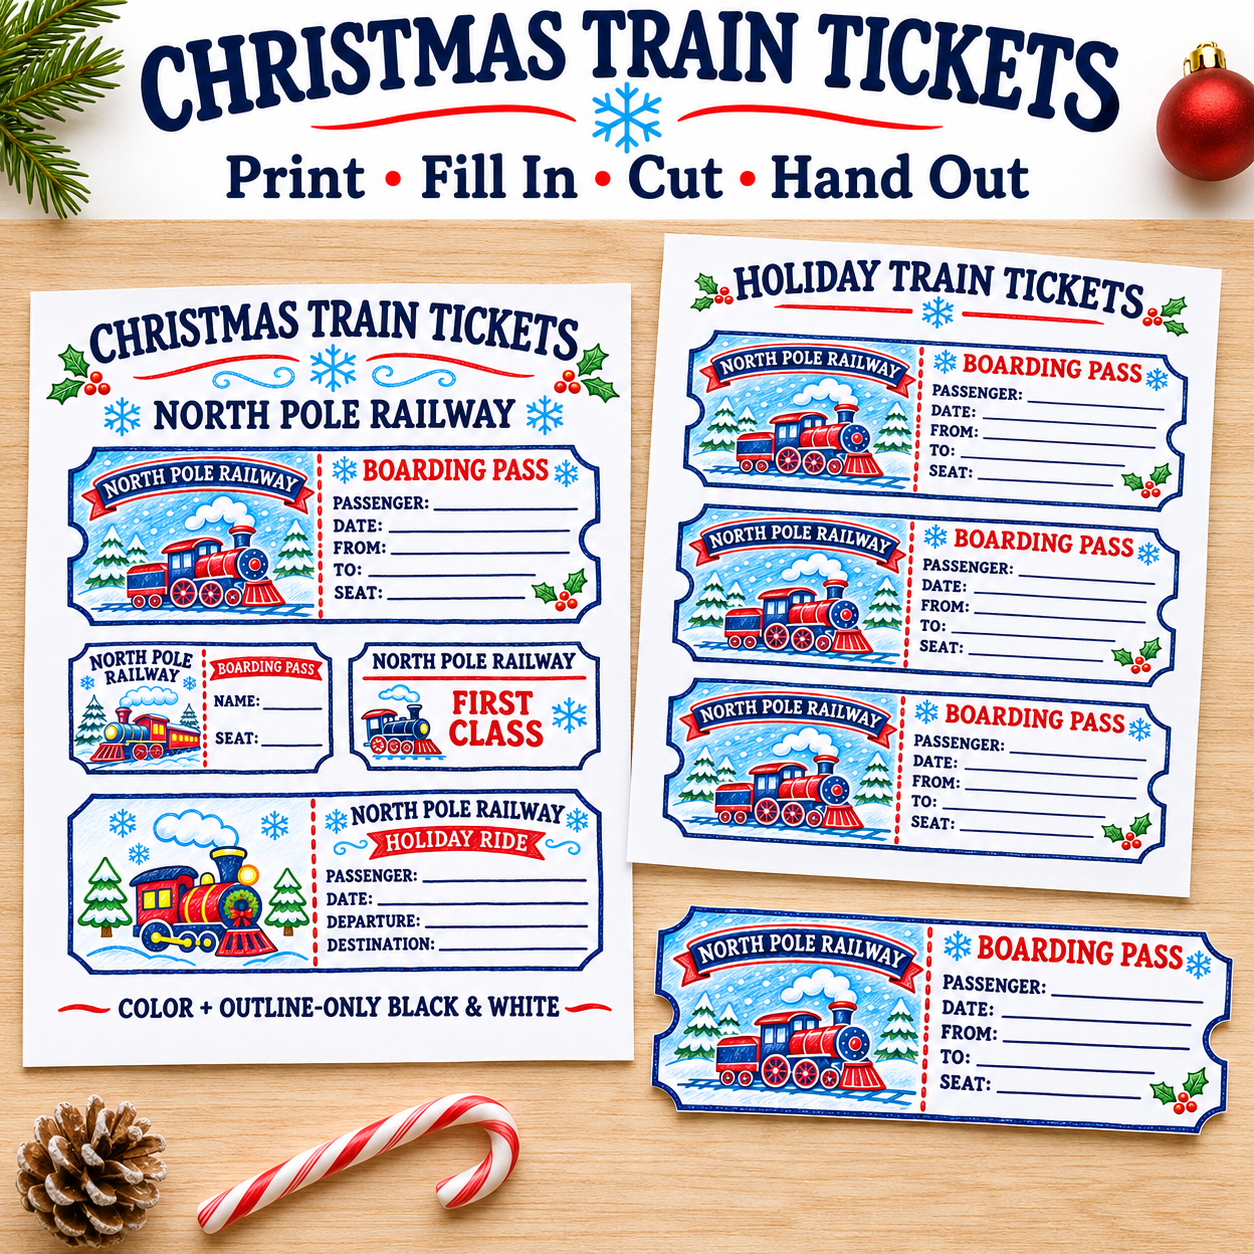 CHRISTMAS TRAIN TICKETS
Print • Fill In • Cut • Hand Out
CHRISTMAS TRAIN TICKETS
NORTH POLE RAILWAY
NORTH POLE RAILWAY
BOARDING PASS
PASSENGER:
DATE:
FROM:
TO:
SEAT:
NORTH POLE
RAILWAY
BOARDING PASS
NAME:
SEAT:
NORTH POLE RAILWAY
FIRST
CLASS
NORTH POLE RAILWAY
HOLIDAY RIDE
PASSENGER:
DATE:
DEPARTURE:
DESTINATION:
COLOR + OUTLINE-ONLY BLACK & WHITE
HOLIDAY TRAIN TICKETS
NORTH POLE RAILWAY
BOARDING PASS
PASSENGER:
DATE:
FROM:
TO:
SEAT:
NORTH POLE RAILWAY
BOARDING PASS
PASSENGER:
DATE:
FROM:
TO:
SEAT:
NORTH POLE RAILWAY
BOARDING PASS
PASSENGER:
DATE:
FROM:
TO:
SEAT:
NORTH POLE RAILWAY
BOARDING PASS
PASSENGER:
DATE:
FROM:
TO:
SEAT: